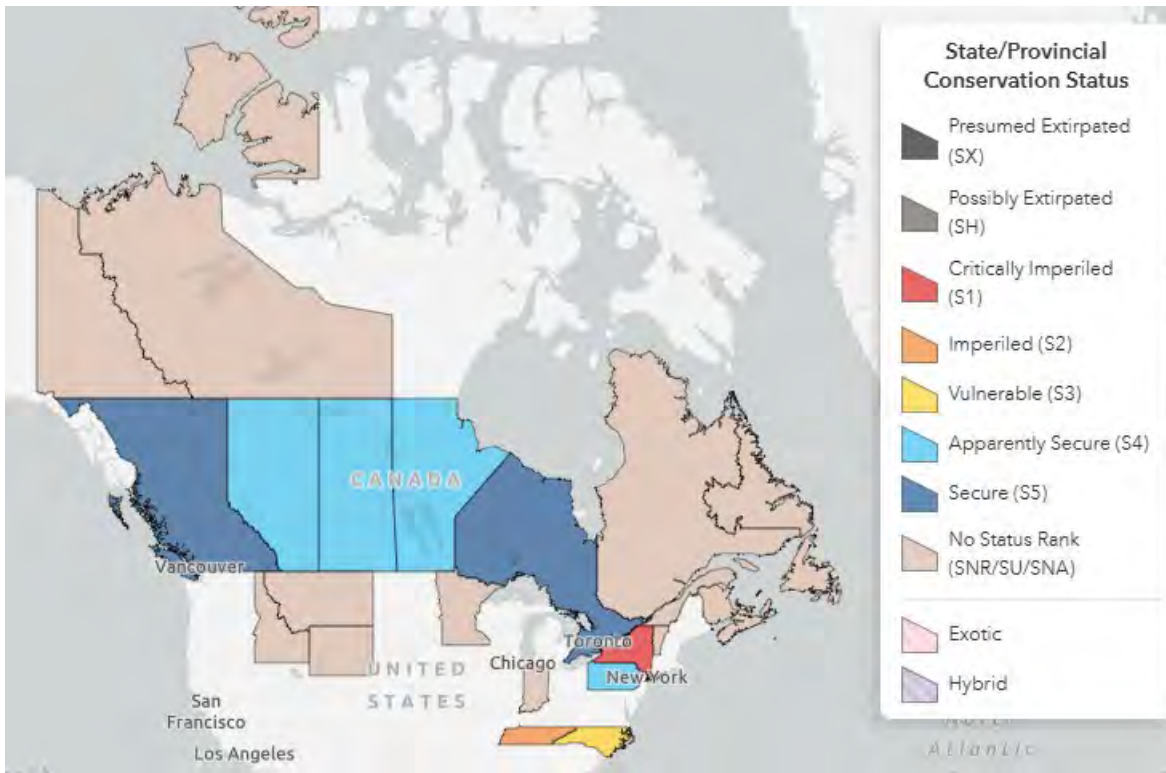 State/Provincial
Conservation Status
Presumed Extirpated
(SX)
Possibly Extirpated
(SH)
Critically Imperiled
(S1)
Imperiled (S2)
Vulnerable (S3)
Apparently Secure (S4)
Secure (S5)
No Status Rank
(SNR/SU/SNA)
Exotic
Hybrid
CANADA
Vancouver
Toronto
Chicago
New York
UNITED
STATES
San
Francisco
Los Angeles
Atlantic